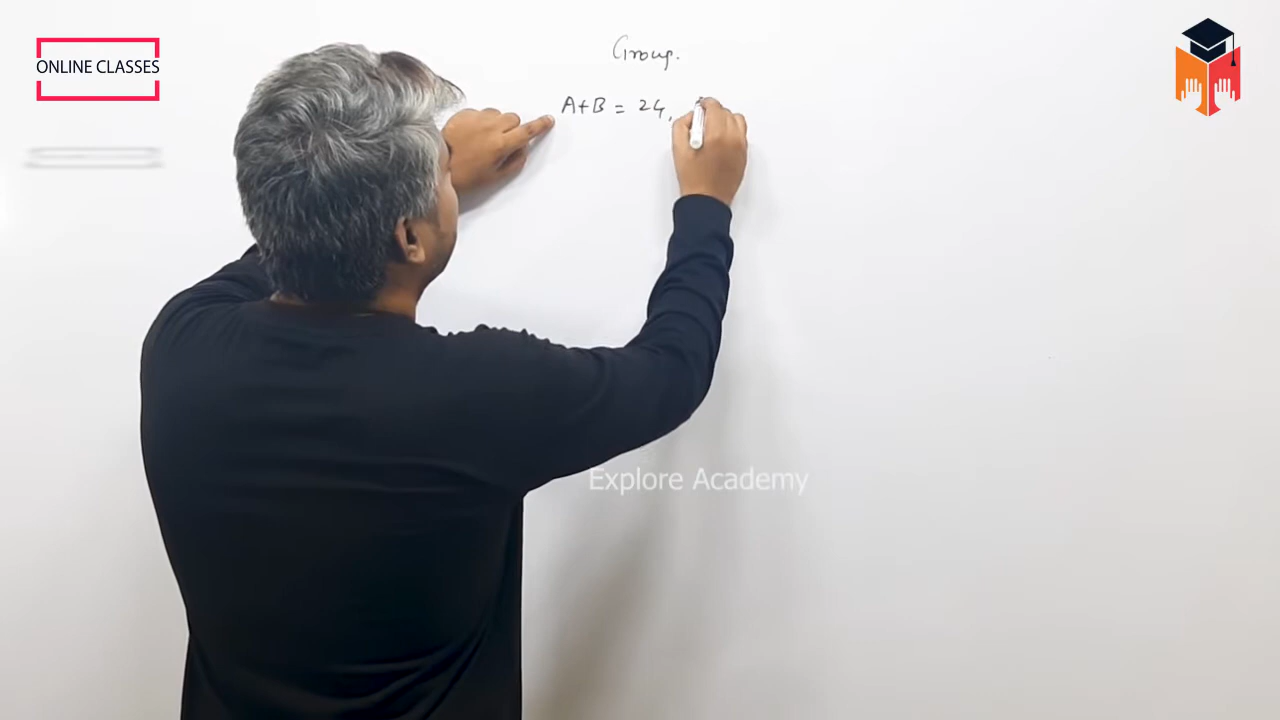 ONLINE CLASSES
Group.
A+B = 24,
Explore Academy